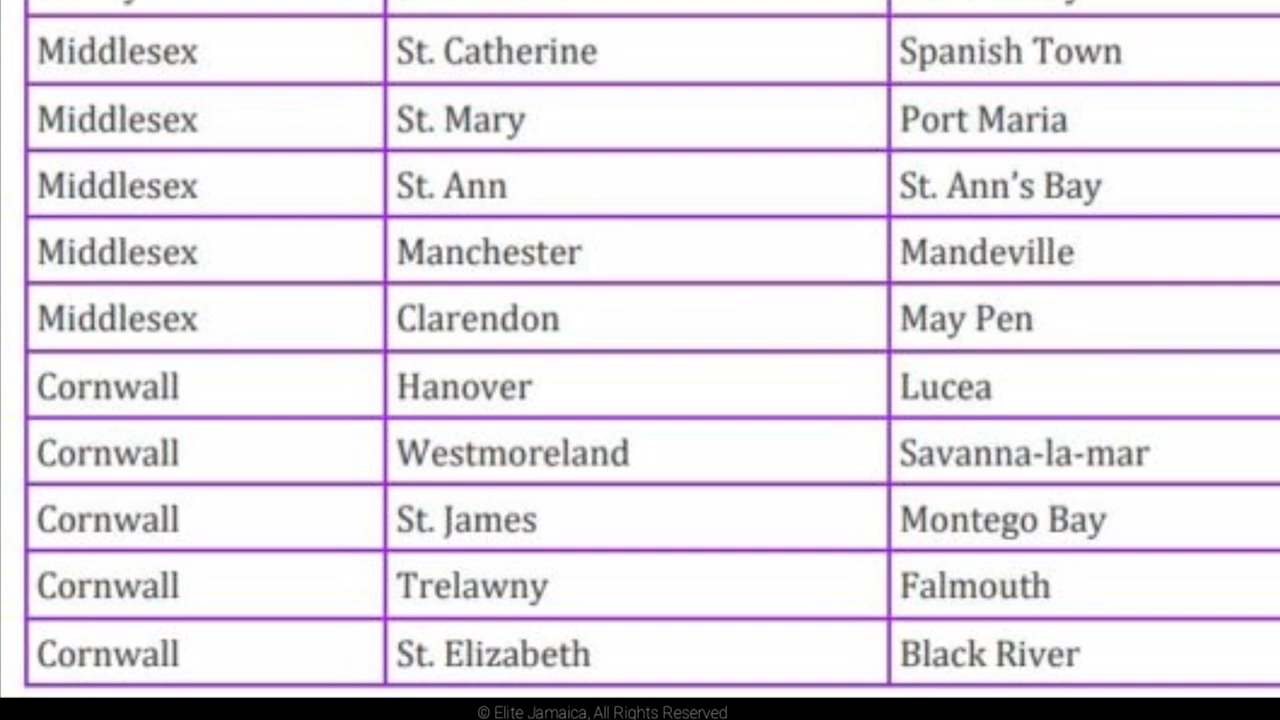 Middlesex St. Catherine Spanish Town
Middlesex St. Mary Port Maria
Middlesex St. Ann St. Ann's Bay
Middlesex Manchester Mandeville
Middlesex Clarendon May Pen
Cornwall Hanover Lucea
Cornwall Westmoreland Savanna-la-mar
Cornwall St. James Montego Bay
Cornwall Trelawny Falmouth
Cornwall St. Elizabeth Black River
© Elite Jamaica, All Rights Reserved